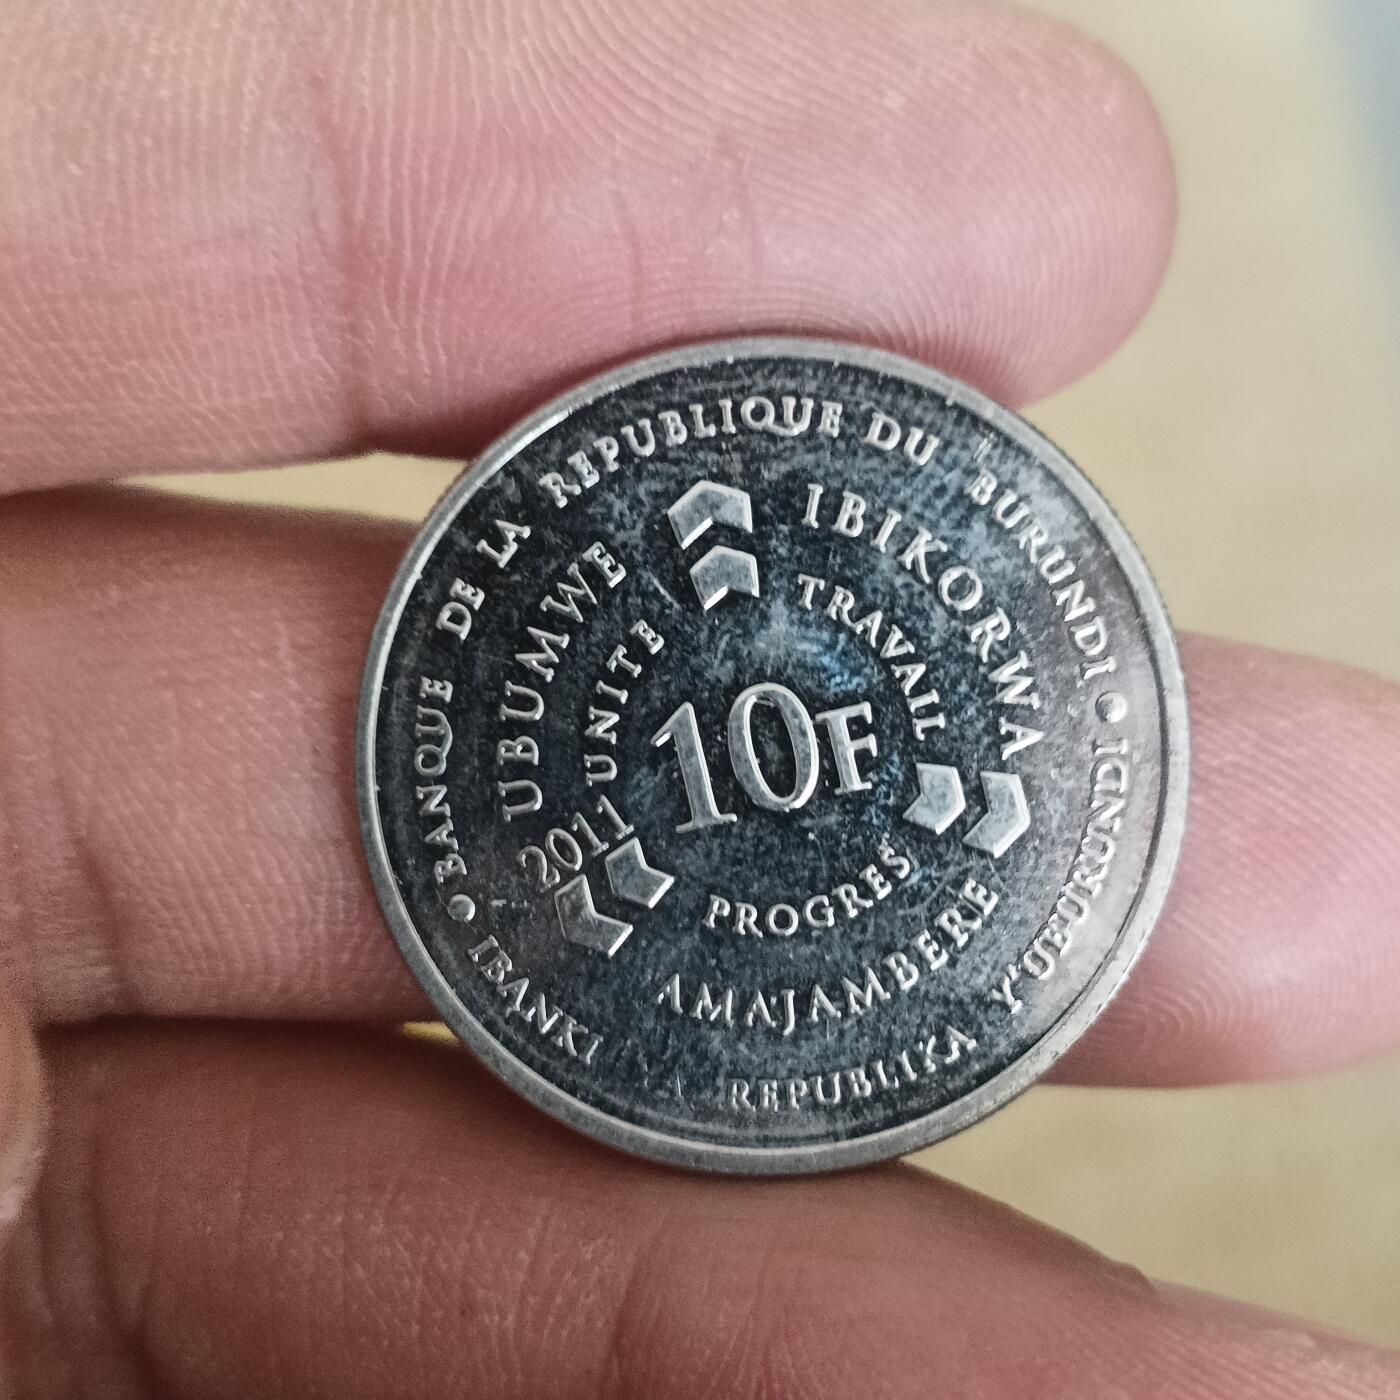 BANQUE DE LA REPUBLIQUE DU BURUNDI
IBANKI REPUBLIKA Y'UBURUNDI
UBUMWE
IBIKORWA
AMAJAMBERE
UNITE
TRAVAIL
PROGRES
2011
10F